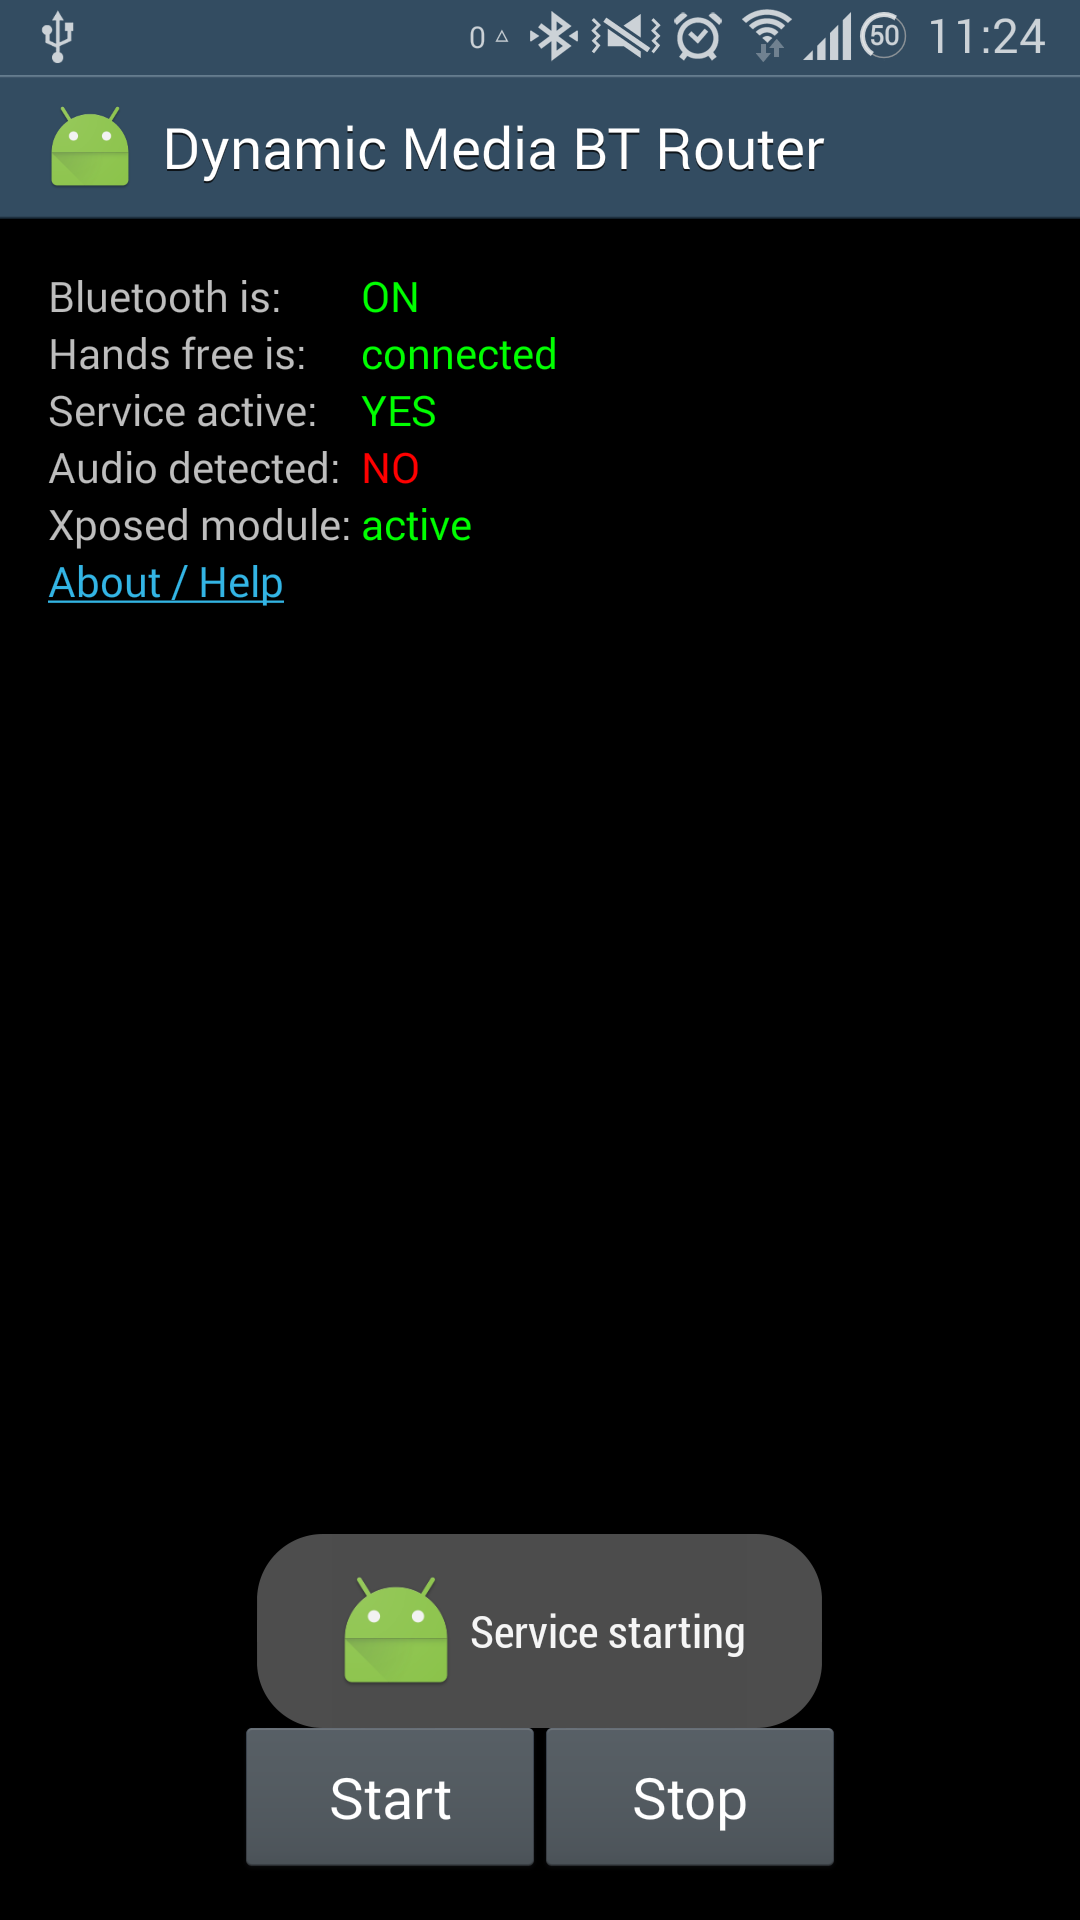 0 50 11:24
Dynamic Media BT Router
Bluetooth is: ON
Hands free is: connected
Service active: YES
Audio detected: NO
Xposed module: active
About / Help
Service starting
Start Stop